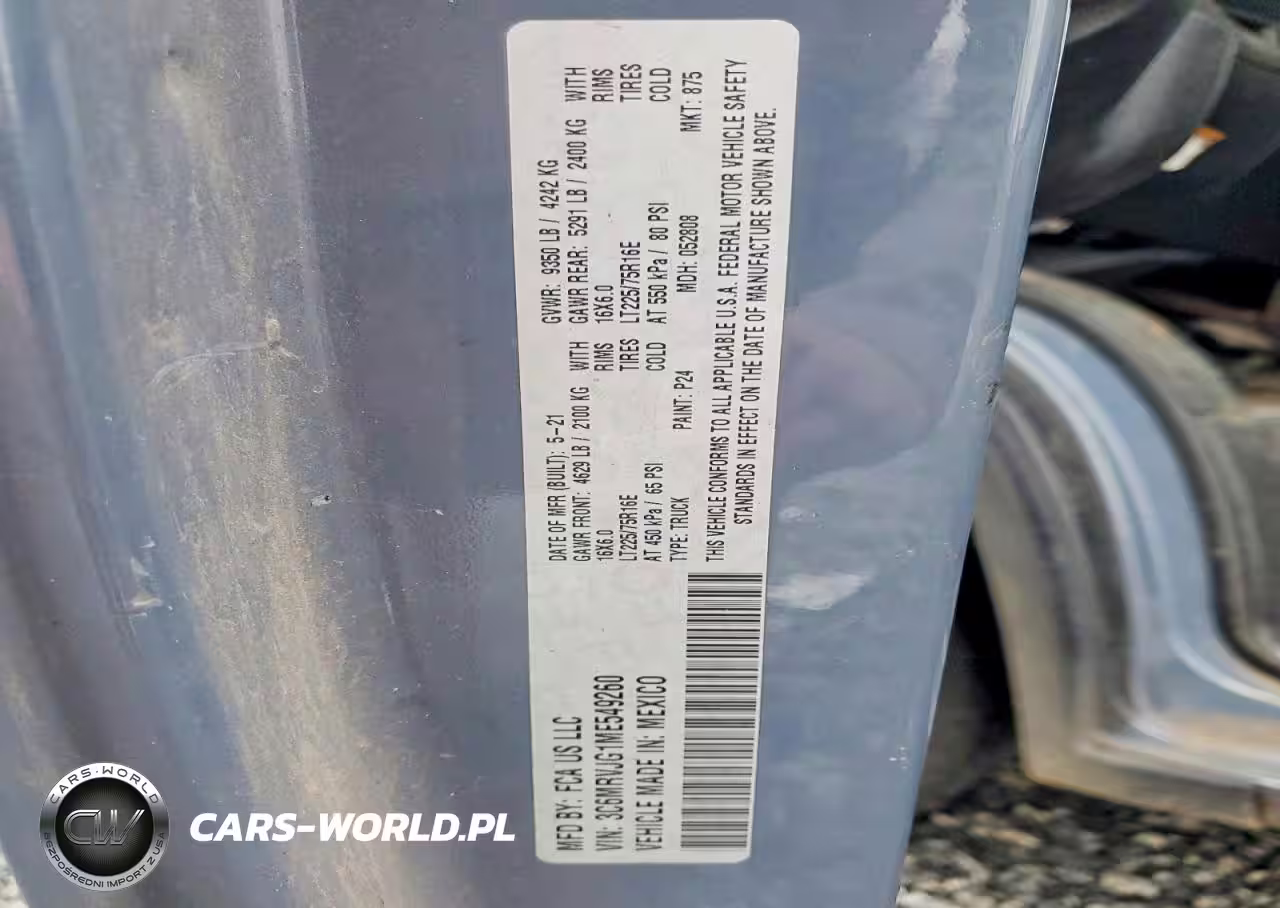 MFD BY: FCA US LLC
VIN: 3C6MRVJG1ME549260
VEHICLE MADE IN: MEXICO
DATE OF MFR (BUILT): 5-21 GVWR: 9350 LB / 4242 KG
GAWR FRONT: 4629 LB / 2100 KG WITH GAWR REAR: 5291 LB / 2400 KG WITH
16X6.0 RIMS 16X6.0 RIMS
LT225/75R16E TIRES LT225/75R16E TIRES
AT 450 kPa / 65 PSI COLD AT 550 kPa / 80 PSI COLD
TYPE: TRUCK PAINT: P24 MDH: 052808 MKT: 875
THIS VEHICLE CONFORMS TO ALL APPLICABLE U.S.A. FEDERAL MOTOR VEHICLE SAFETY
STANDARDS IN EFFECT ON THE DATE OF MANUFACTURE SHOWN ABOVE.
CARS-WORLD
CW
BEZPOŚREDNI IMPORT Z USA
CARS-WORLD.PL